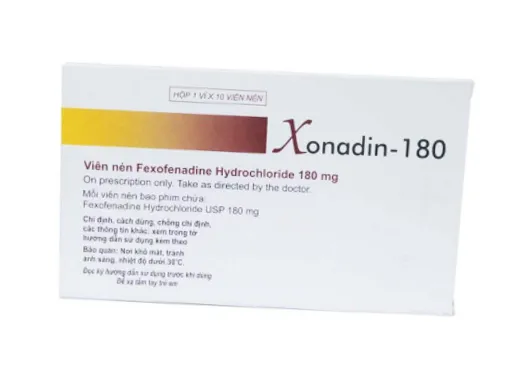 HỘP 1 VỈ X 10 VIÊN NÉN
Xonadin-180
Viên nén Fexofenadine Hydrochloride 180 mg
On prescription only. Take as directed by the doctor.
Mỗi viên nén bao phim chứa:
Fexofenadine Hydrochloride USP 180 mg
Chỉ định, cách dùng, chống chỉ định,
các thông tin khác: xem trong tờ
hướng dẫn sử dụng kèm theo
Bảo quản: Nơi khô mát, tránh
ánh sáng, nhiệt độ dưới 30°C.
Đọc kỹ hướng dẫn sử dụng trước khi dùng
Để xa tầm tay trẻ em